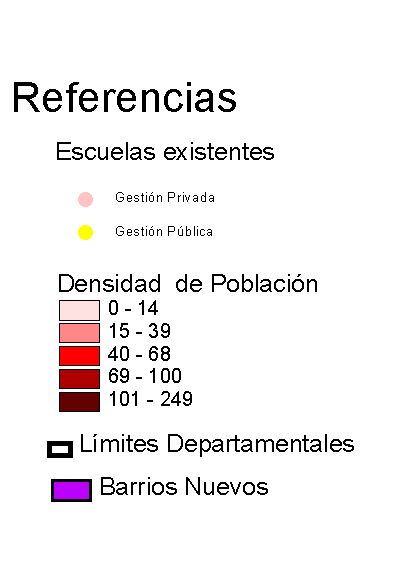 Referencias
Escuelas existentes
Gestión Privada
Gestión Pública
Densidad de Población
0 - 14
15 - 39
40 - 68
69 - 100
101 - 249
Límites Departamentales
Barrios Nuevos